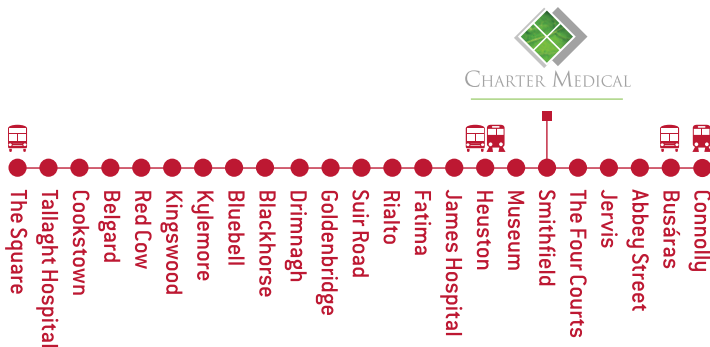 CHARTER MEDICAL
The Square
Tallaght Hospital
Cookstown
Belgard
Red Cow
Kingswood
Kylemore
Bluebell
Blackhorse
Drimnagh
Goldenbridge
Suir Road
Rialto
Fatima
James Hospital
Heuston
Museum
Smithfield
The Four Courts
Jervis
Abbey Street
Busáras
Connolly